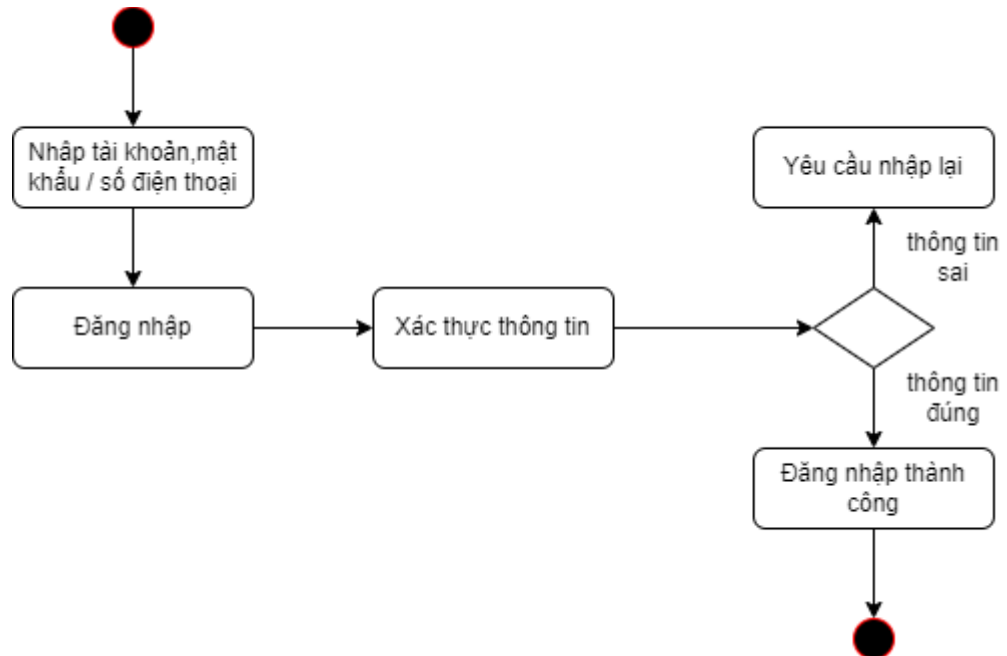 Nhâp tài khoản,mật
khẩu / số điện thoại
Đăng nhập
Xác thực thông tin
Yêu cầu nhập lại
thông tin
sai
thông tin
đúng
Đăng nhập thành
công